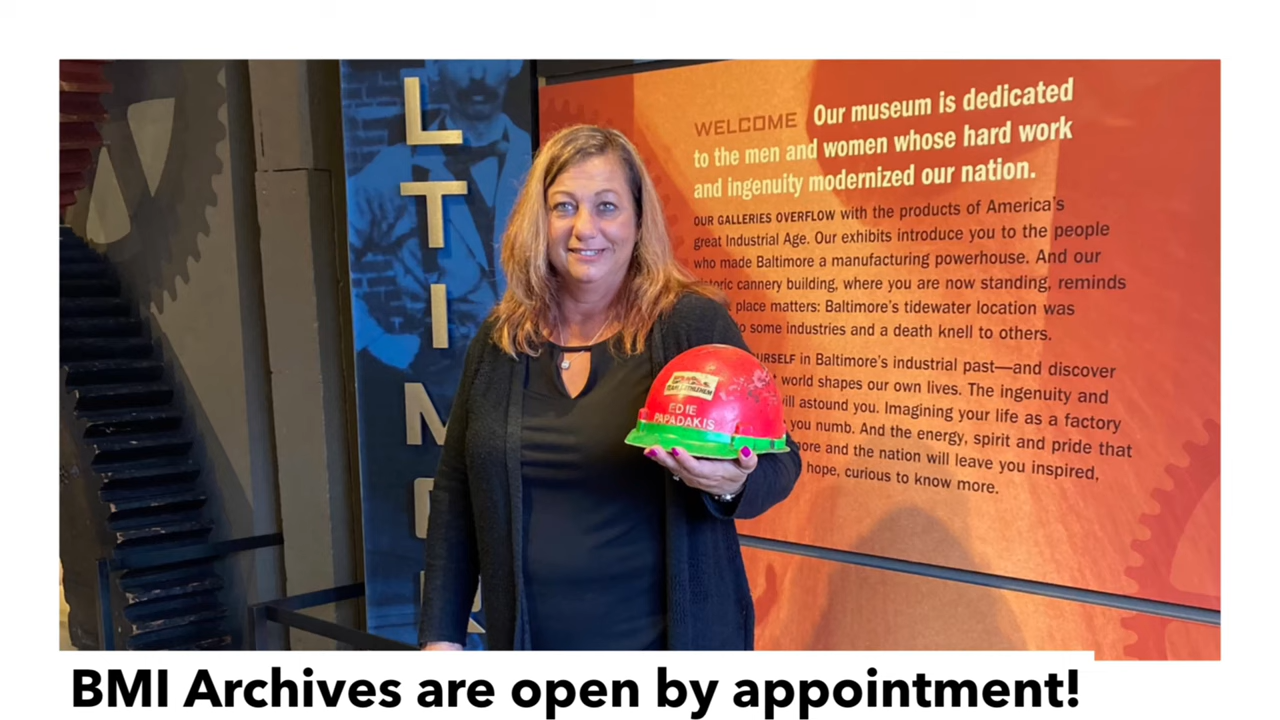 L
T
I
M
O
WELCOME Our museum is dedicated
to the men and women whose hard work
and ingenuity modernized our nation.
OUR GALLERIES OVERFLOW with the products of America's
great Industrial Age. Our exhibits introduce you to the people
who made Baltimore a manufacturing powerhouse. And our
cannery building, where you are now standing, reminds
place matters: Baltimore's tidewater location was
some industries and a death knell to others.
in Baltimore's industrial past—and discover
world shapes our own lives. The ingenuity and
astound you. Imagining your life as a factory
you numb. And the energy, spirit and pride that
and the nation will leave you inspired,
hope, curious to know more.
EDIE
PAPADAKIS
BMI Archives are open by appointment!